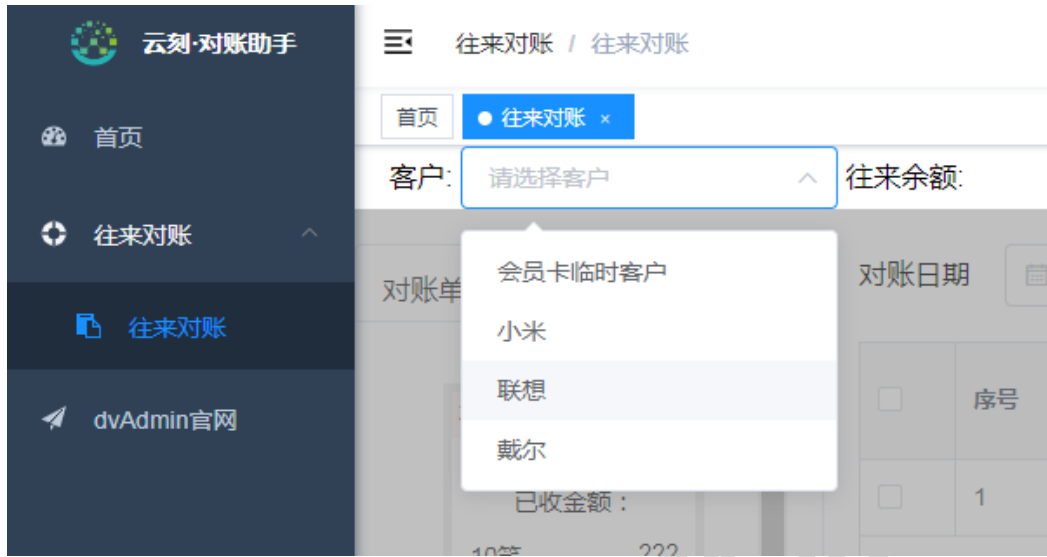 云刻·对账助手
往来对账 / 往来对账
首页
往来对账 ×
首页
客户:
请选择客户
往来余额:
往来对账
会员卡临时客户
对账单
对账日期
小米
往来对账
联想
序号
dvAdmin官网
戴尔
已收金额：
1
10笔
222